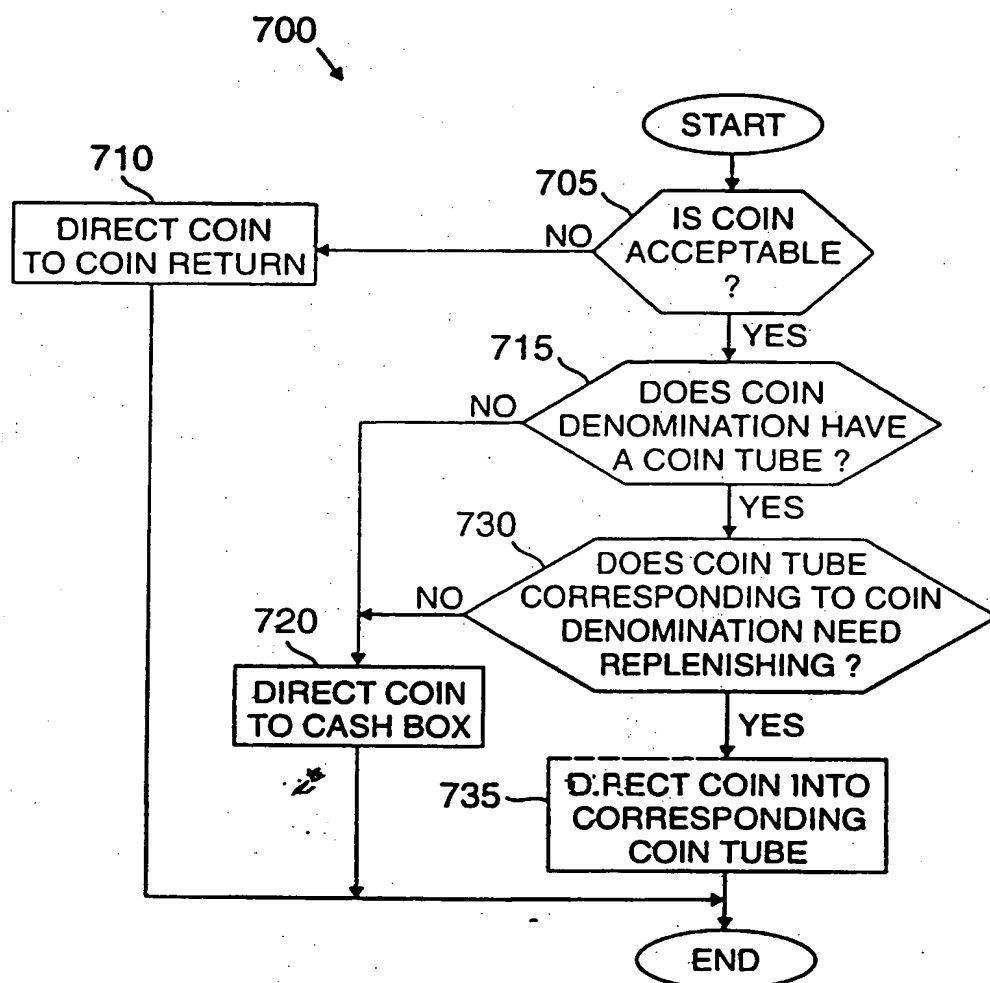 700
START
705
IS COIN
ACCEPTABLE
?
NO
YES
710
DIRECT COIN
TO COIN RETURN
715
DOES COIN
DENOMINATION HAVE
A COIN TUBE ?
NO
YES
730
DOES COIN TUBE
CORRESPONDING TO COIN
DENOMINATION NEED
REPLENISHING ?
NO
YES
720
DIRECT COIN
TO CASH BOX
735
DIRECT COIN INTO
CORRESPONDING
COIN TUBE
END